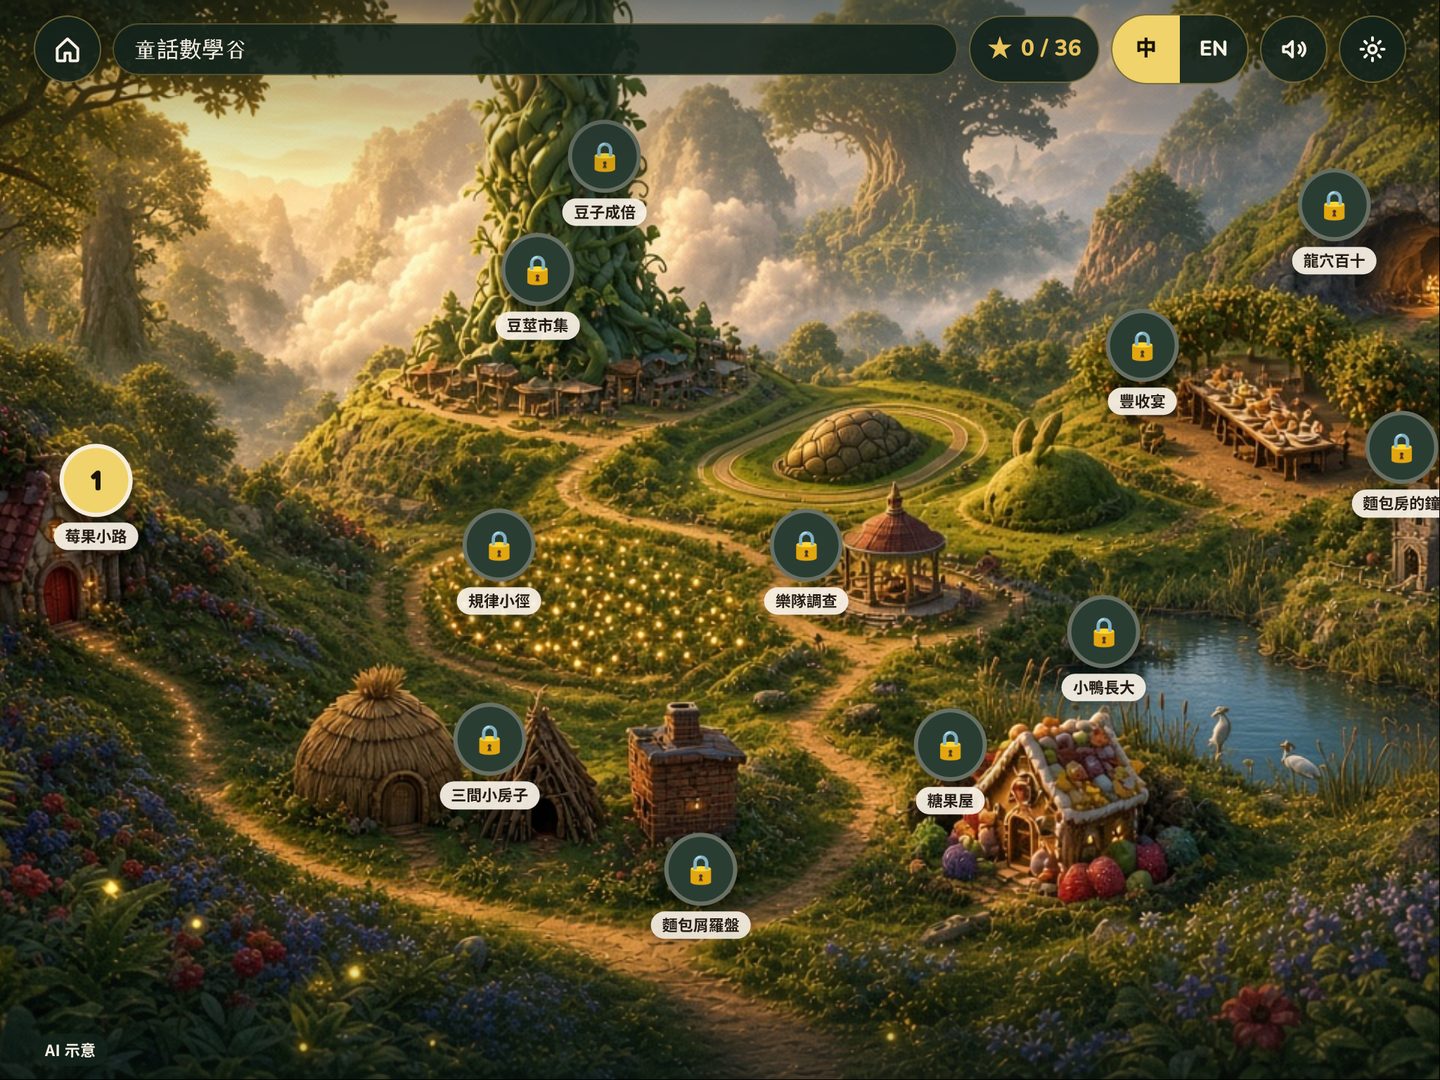 童話數學谷
★ 0 / 36
中
EN
豆子成倍
龍穴百十
豆莖市集
豐收宴
麵包房的鐘
1
莓果小路
規律小徑
樂隊調查
小鴨長大
三間小房子
糖果屋
麵包屑羅盤
AI 示意